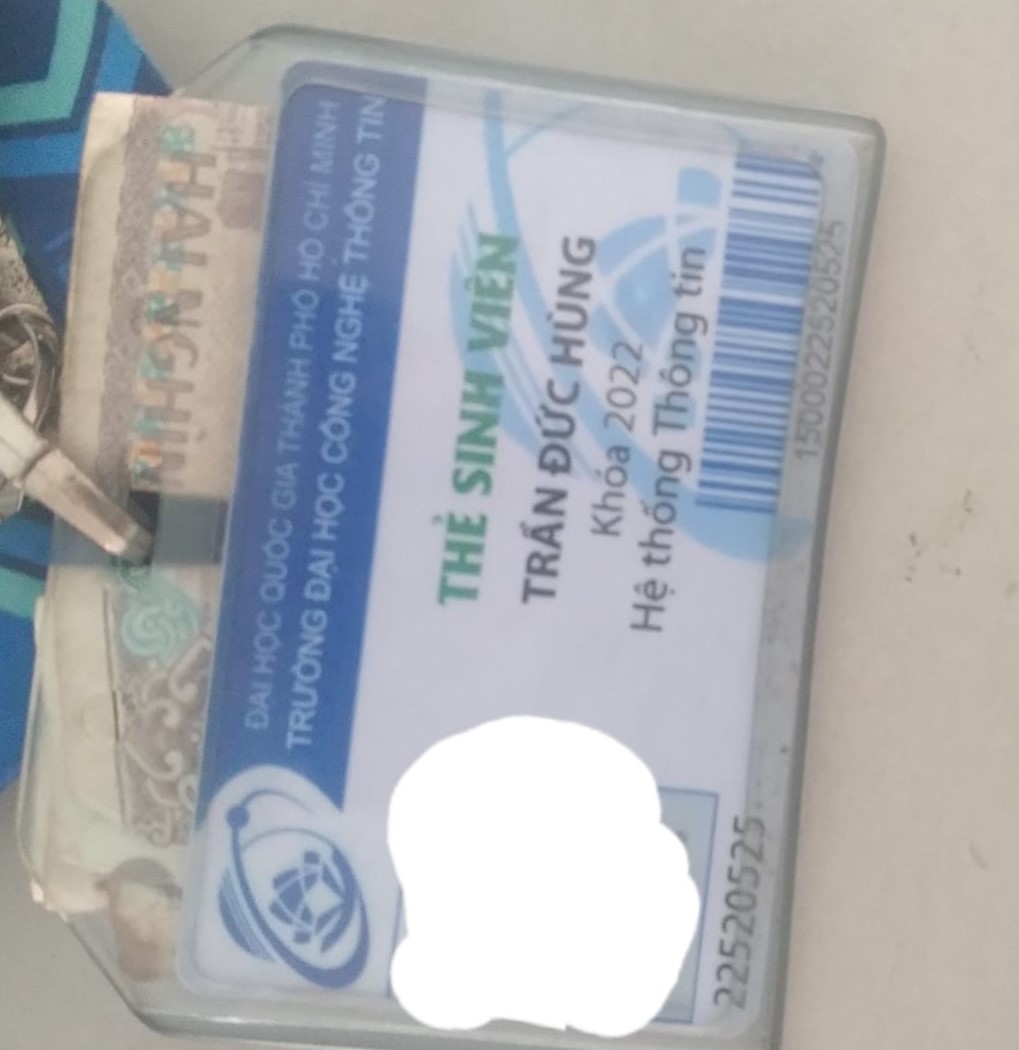 ĐẠI HỌC QUỐC GIA THÀNH PHỐ HỒ CHÍ MINH
TRƯỜNG ĐẠI HỌC CÔNG NGHỆ THÔNG TIN
THẺ SINH VIÊN
TRẦN ĐỨC HÙNG
Khóa 2022
Hệ thống Thông tin
1500022520525
22520525
HAI NGHÌN